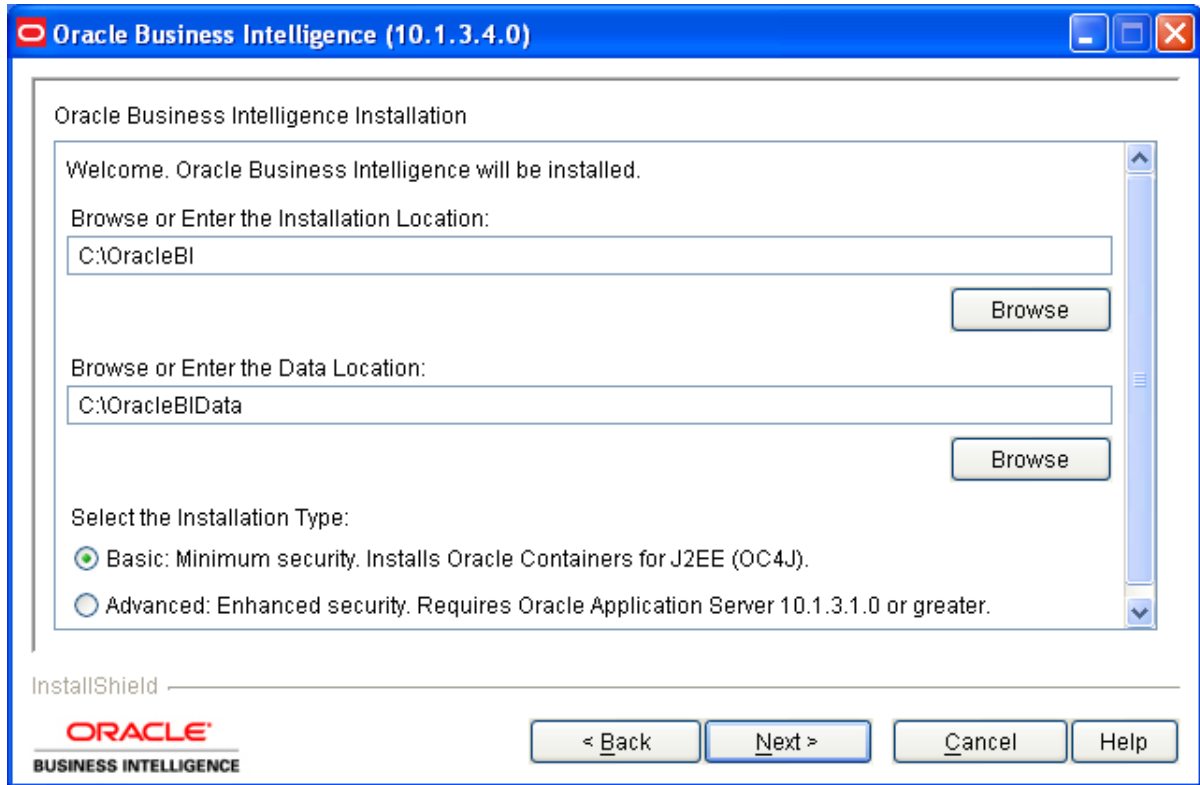 Oracle Business Intelligence (10.1.3.4.0)
Oracle Business Intelligence Installation
Welcome. Oracle Business Intelligence will be installed.
Browse or Enter the Installation Location:
C:\OracleBI
Browse
Browse or Enter the Data Location:
C:\OracleBIData
Browse
Select the Installation Type:
Basic: Minimum security. Installs Oracle Containers for J2EE (OC4J).
Advanced: Enhanced security. Requires Oracle Application Server 10.1.3.1.0 or greater.
InstallShield
ORACLE
BUSINESS INTELLIGENCE
< Back
Next >
Cancel
Help